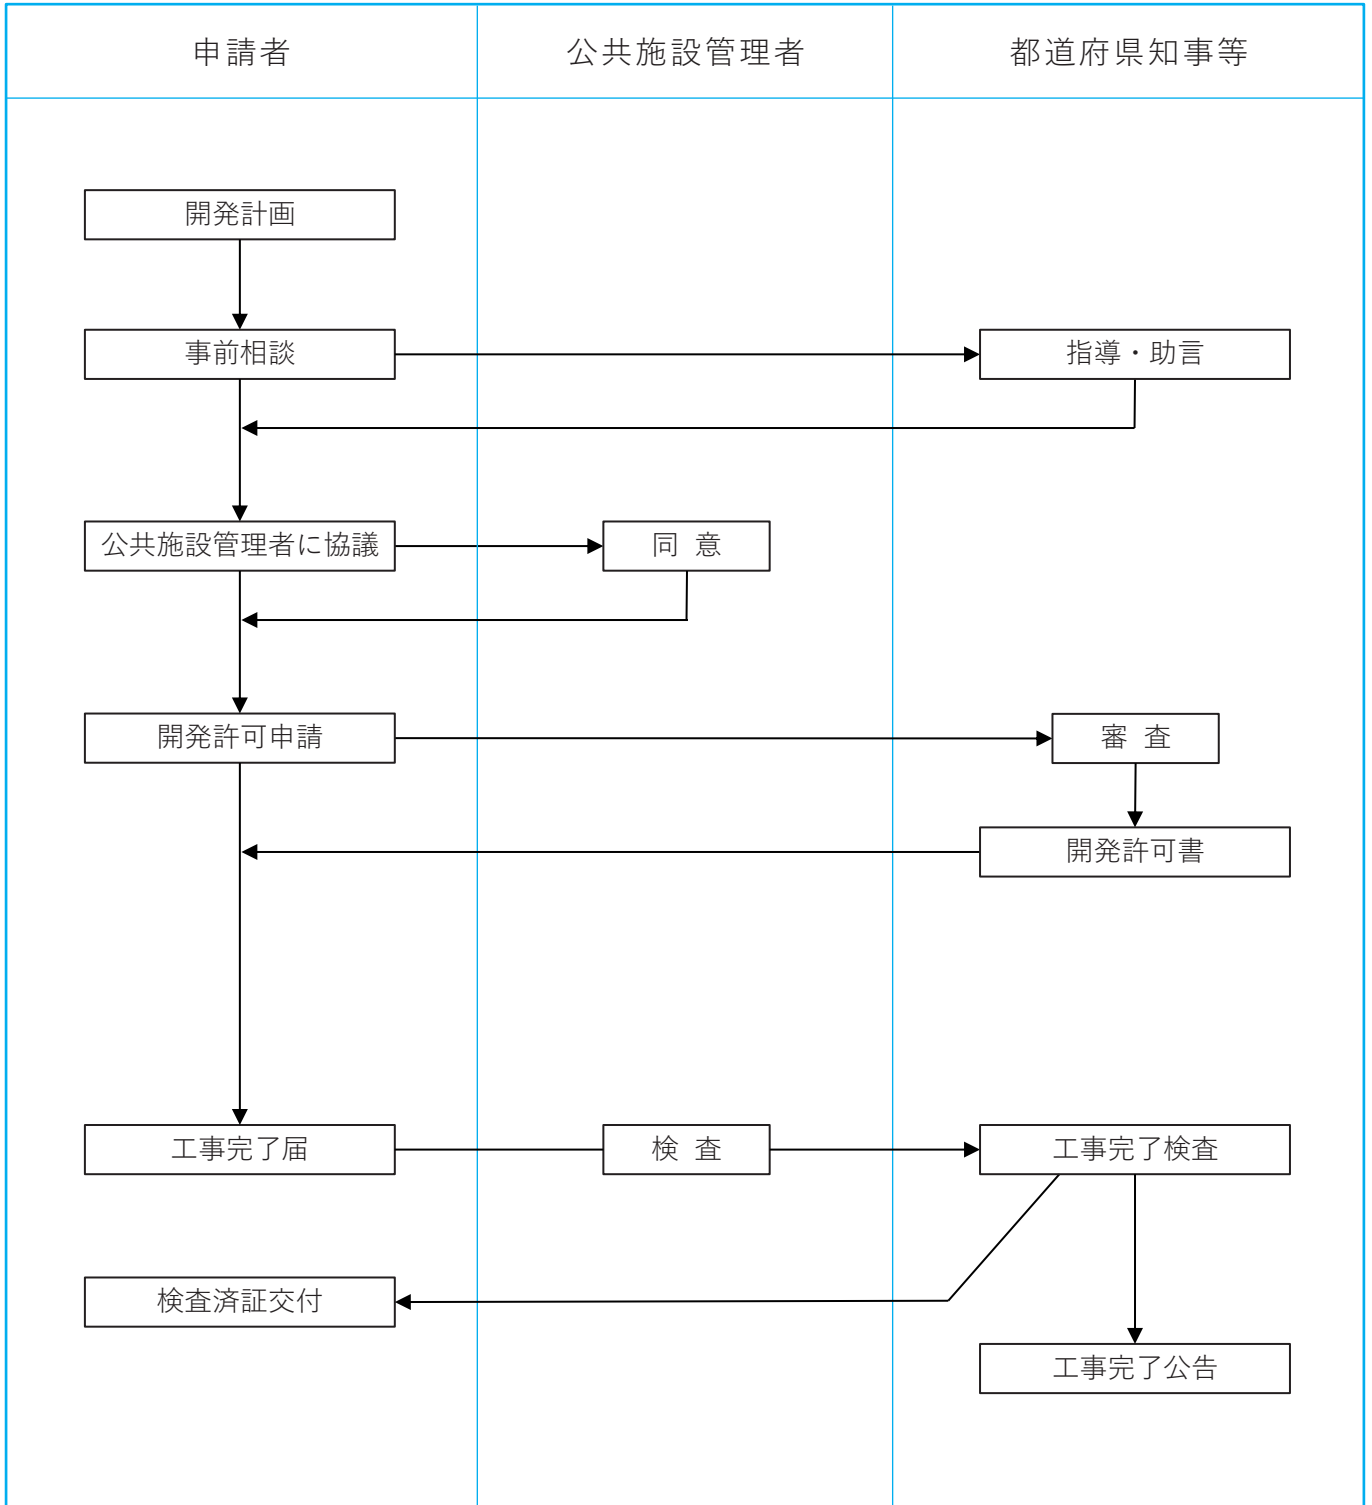 申請者
公共施設管理者
都道府県知事等
開発計画
事前相談
指導・助言
公共施設管理者に協議
同 意
開発許可申請
審 査
開発許可書
工事完了届
検 査
工事完了検査
検査済証交付
工事完了公告